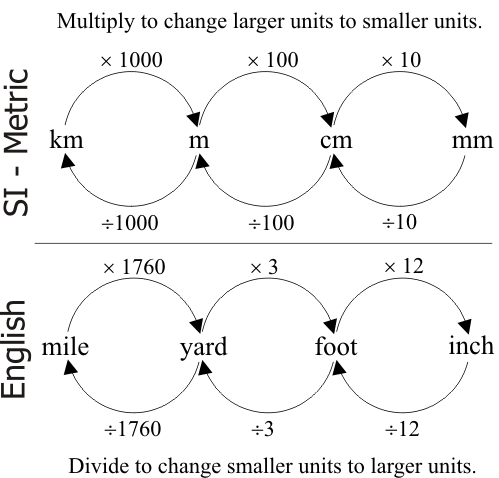 Multiply to change larger units to smaller units.
× 1000 × 100 × 10
SI - Metric
km m cm mm
÷1000 ÷100 ÷10
× 1760 × 3 × 12
English
mile yard foot inch
÷1760 ÷3 ÷12
Divide to change smaller units to larger units.